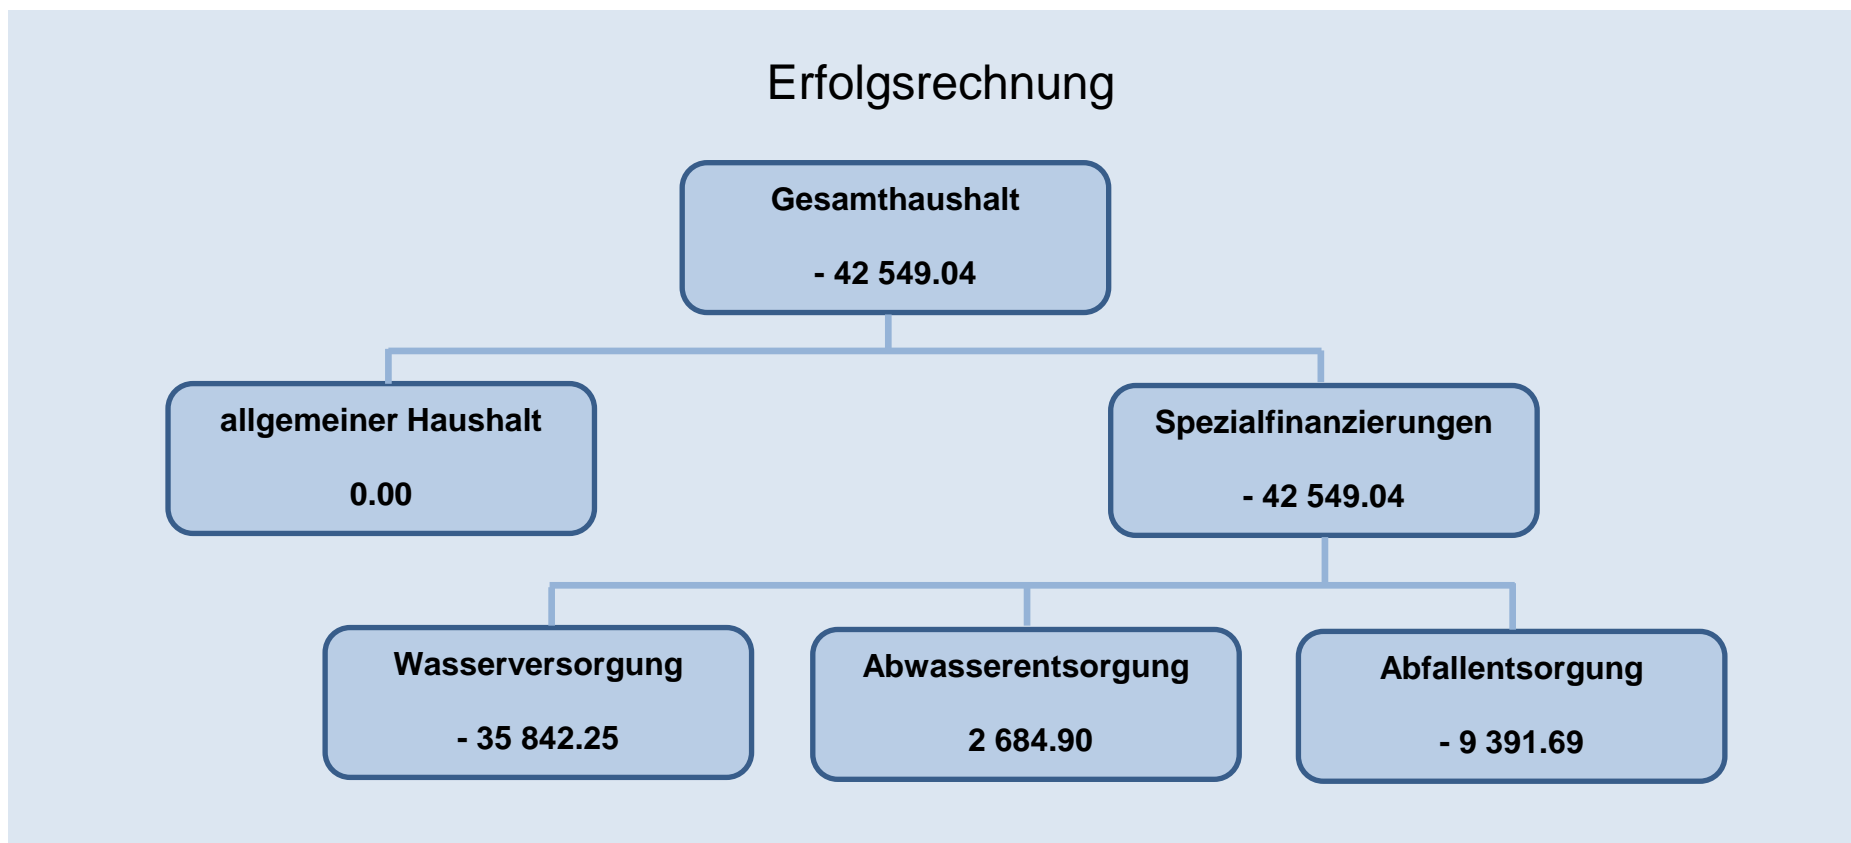 Erfolgsrechnung
Gesamthaushalt
- 42 549.04
allgemeiner Haushalt
0.00
Spezialfinanzierungen
- 42 549.04
Wasserversorgung
- 35 842.25
Abwasserentsorgung
2 684.90
Abfallentsorgung
- 9 391.69